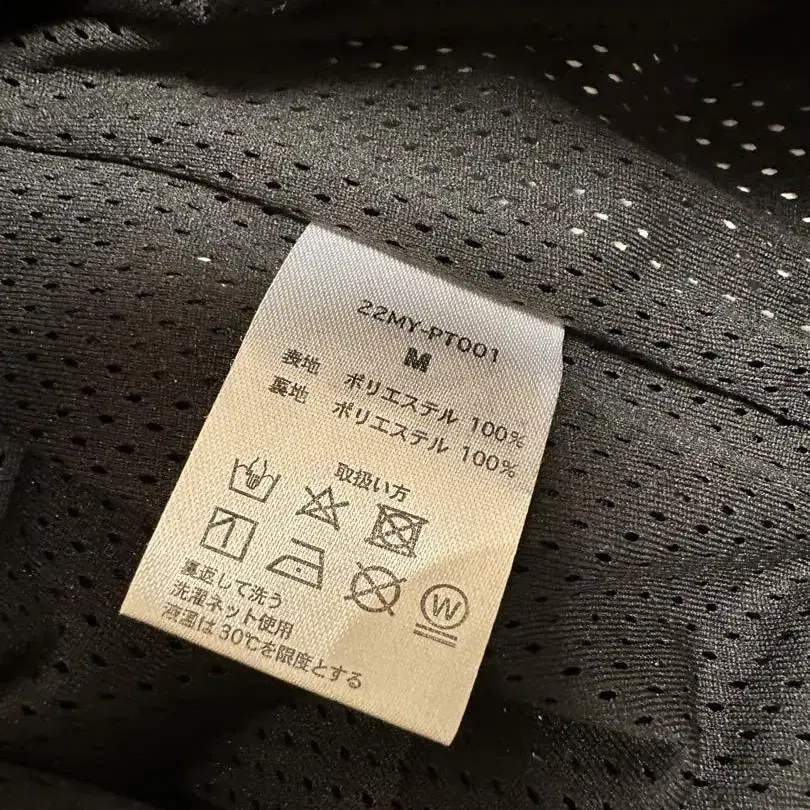 22MY-PT001
M
表地 ポリエステル 100%
裏地 ポリエステル 100%
取扱い方
W
裏返して洗う
洗濯ネット使用
液温は30℃を限度とする